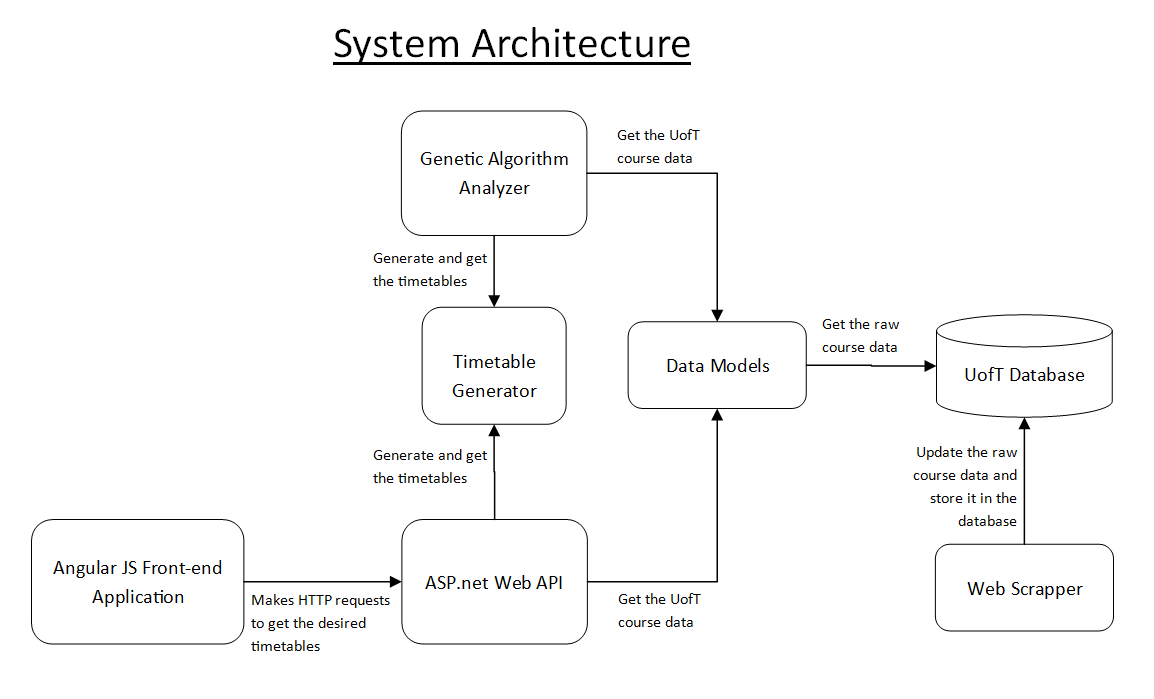 System Architecture
Genetic Algorithm
Analyzer
Get the UofT
course data
Generate and get
the timetables
Timetable
Generator
Data Models
Get the raw
course data
UofT Database
Generate and get
the timetables
Update the raw
course data and
store it in the
database
Angular JS Front-end
Application
Makes HTTP requests
to get the desired
timetables
ASP.net Web API
Get the UofT
course data
Web Scrapper